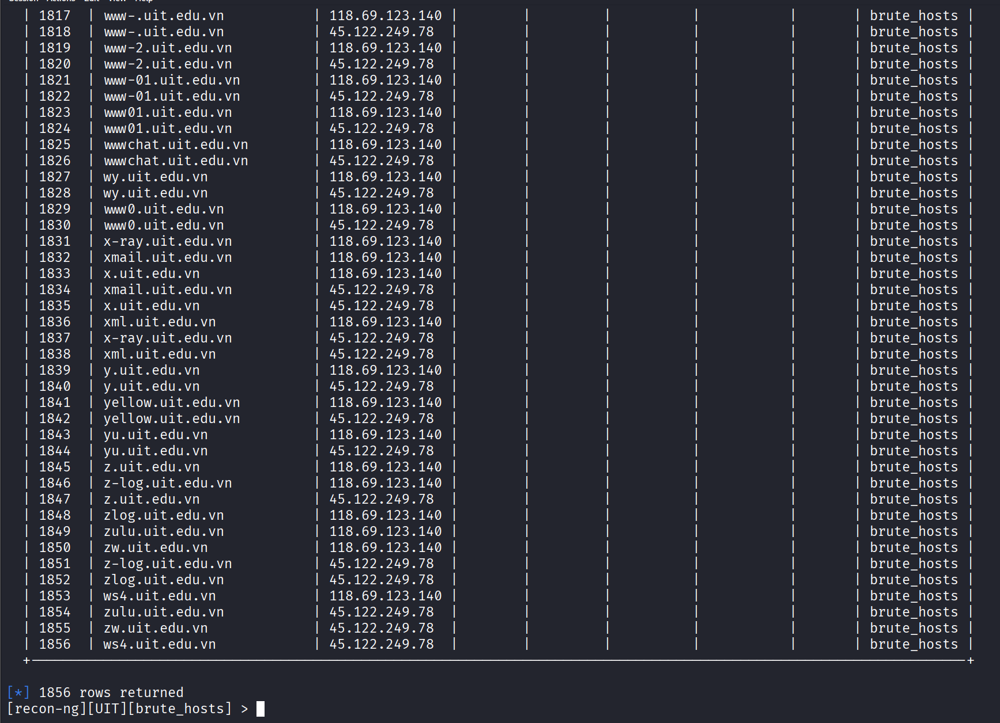 Session Actions Edit View Help
| 1817 | www-.uit.edu.vn | 118.69.123.140 | | | | | | brute_hosts |
| 1818 | www-.uit.edu.vn | 45.122.249.78 | | | | | | brute_hosts |
| 1819 | www-2.uit.edu.vn | 118.69.123.140 | | | | | | brute_hosts |
| 1820 | www-2.uit.edu.vn | 45.122.249.78 | | | | | | brute_hosts |
| 1821 | www-01.uit.edu.vn | 118.69.123.140 | | | | | | brute_hosts |
| 1822 | www-01.uit.edu.vn | 45.122.249.78 | | | | | | brute_hosts |
| 1823 | www01.uit.edu.vn | 118.69.123.140 | | | | | | brute_hosts |
| 1824 | www01.uit.edu.vn | 45.122.249.78 | | | | | | brute_hosts |
| 1825 | wwwchat.uit.edu.vn | 118.69.123.140 | | | | | | brute_hosts |
| 1826 | wwwchat.uit.edu.vn | 45.122.249.78 | | | | | | brute_hosts |
| 1827 | wy.uit.edu.vn | 118.69.123.140 | | | | | | brute_hosts |
| 1828 | wy.uit.edu.vn | 45.122.249.78 | | | | | | brute_hosts |
| 1829 | www0.uit.edu.vn | 118.69.123.140 | | | | | | brute_hosts |
| 1830 | www0.uit.edu.vn | 45.122.249.78 | | | | | | brute_hosts |
| 1831 | x-ray.uit.edu.vn | 118.69.123.140 | | | | | | brute_hosts |
| 1832 | xmail.uit.edu.vn | 118.69.123.140 | | | | | | brute_hosts |
| 1833 | x.uit.edu.vn | 118.69.123.140 | | | | | | brute_hosts |
| 1834 | xmail.uit.edu.vn | 45.122.249.78 | | | | | | brute_hosts |
| 1835 | x.uit.edu.vn | 45.122.249.78 | | | | | | brute_hosts |
| 1836 | xml.uit.edu.vn | 118.69.123.140 | | | | | | brute_hosts |
| 1837 | x-ray.uit.edu.vn | 45.122.249.78 | | | | | | brute_hosts |
| 1838 | xml.uit.edu.vn | 45.122.249.78 | | | | | | brute_hosts |
| 1839 | y.uit.edu.vn | 118.69.123.140 | | | | | | brute_hosts |
| 1840 | y.uit.edu.vn | 45.122.249.78 | | | | | | brute_hosts |
| 1841 | yellow.uit.edu.vn | 118.69.123.140 | | | | | | brute_hosts |
| 1842 | yellow.uit.edu.vn | 45.122.249.78 | | | | | | brute_hosts |
| 1843 | yu.uit.edu.vn | 118.69.123.140 | | | | | | brute_hosts |
| 1844 | yu.uit.edu.vn | 45.122.249.78 | | | | | | brute_hosts |
| 1845 | z.uit.edu.vn | 118.69.123.140 | | | | | | brute_hosts |
| 1846 | z-log.uit.edu.vn | 118.69.123.140 | | | | | | brute_hosts |
| 1847 | z.uit.edu.vn | 45.122.249.78 | | | | | | brute_hosts |
| 1848 | zlog.uit.edu.vn | 118.69.123.140 | | | | | | brute_hosts |
| 1849 | zulu.uit.edu.vn | 118.69.123.140 | | | | | | brute_hosts |
| 1850 | zw.uit.edu.vn | 118.69.123.140 | | | | | | brute_hosts |
| 1851 | z-log.uit.edu.vn | 45.122.249.78 | | | | | | brute_hosts |
| 1852 | zlog.uit.edu.vn | 45.122.249.78 | | | | | | brute_hosts |
| 1853 | ws4.uit.edu.vn | 118.69.123.140 | | | | | | brute_hosts |
| 1854 | zulu.uit.edu.vn | 45.122.249.78 | | | | | | brute_hosts |
| 1855 | zw.uit.edu.vn | 45.122.249.78 | | | | | | brute_hosts |
| 1856 | ws4.uit.edu.vn | 45.122.249.78 | | | | | | brute_hosts |
[*] 1856 rows returned
[recon-ng][UIT][brute_hosts] >